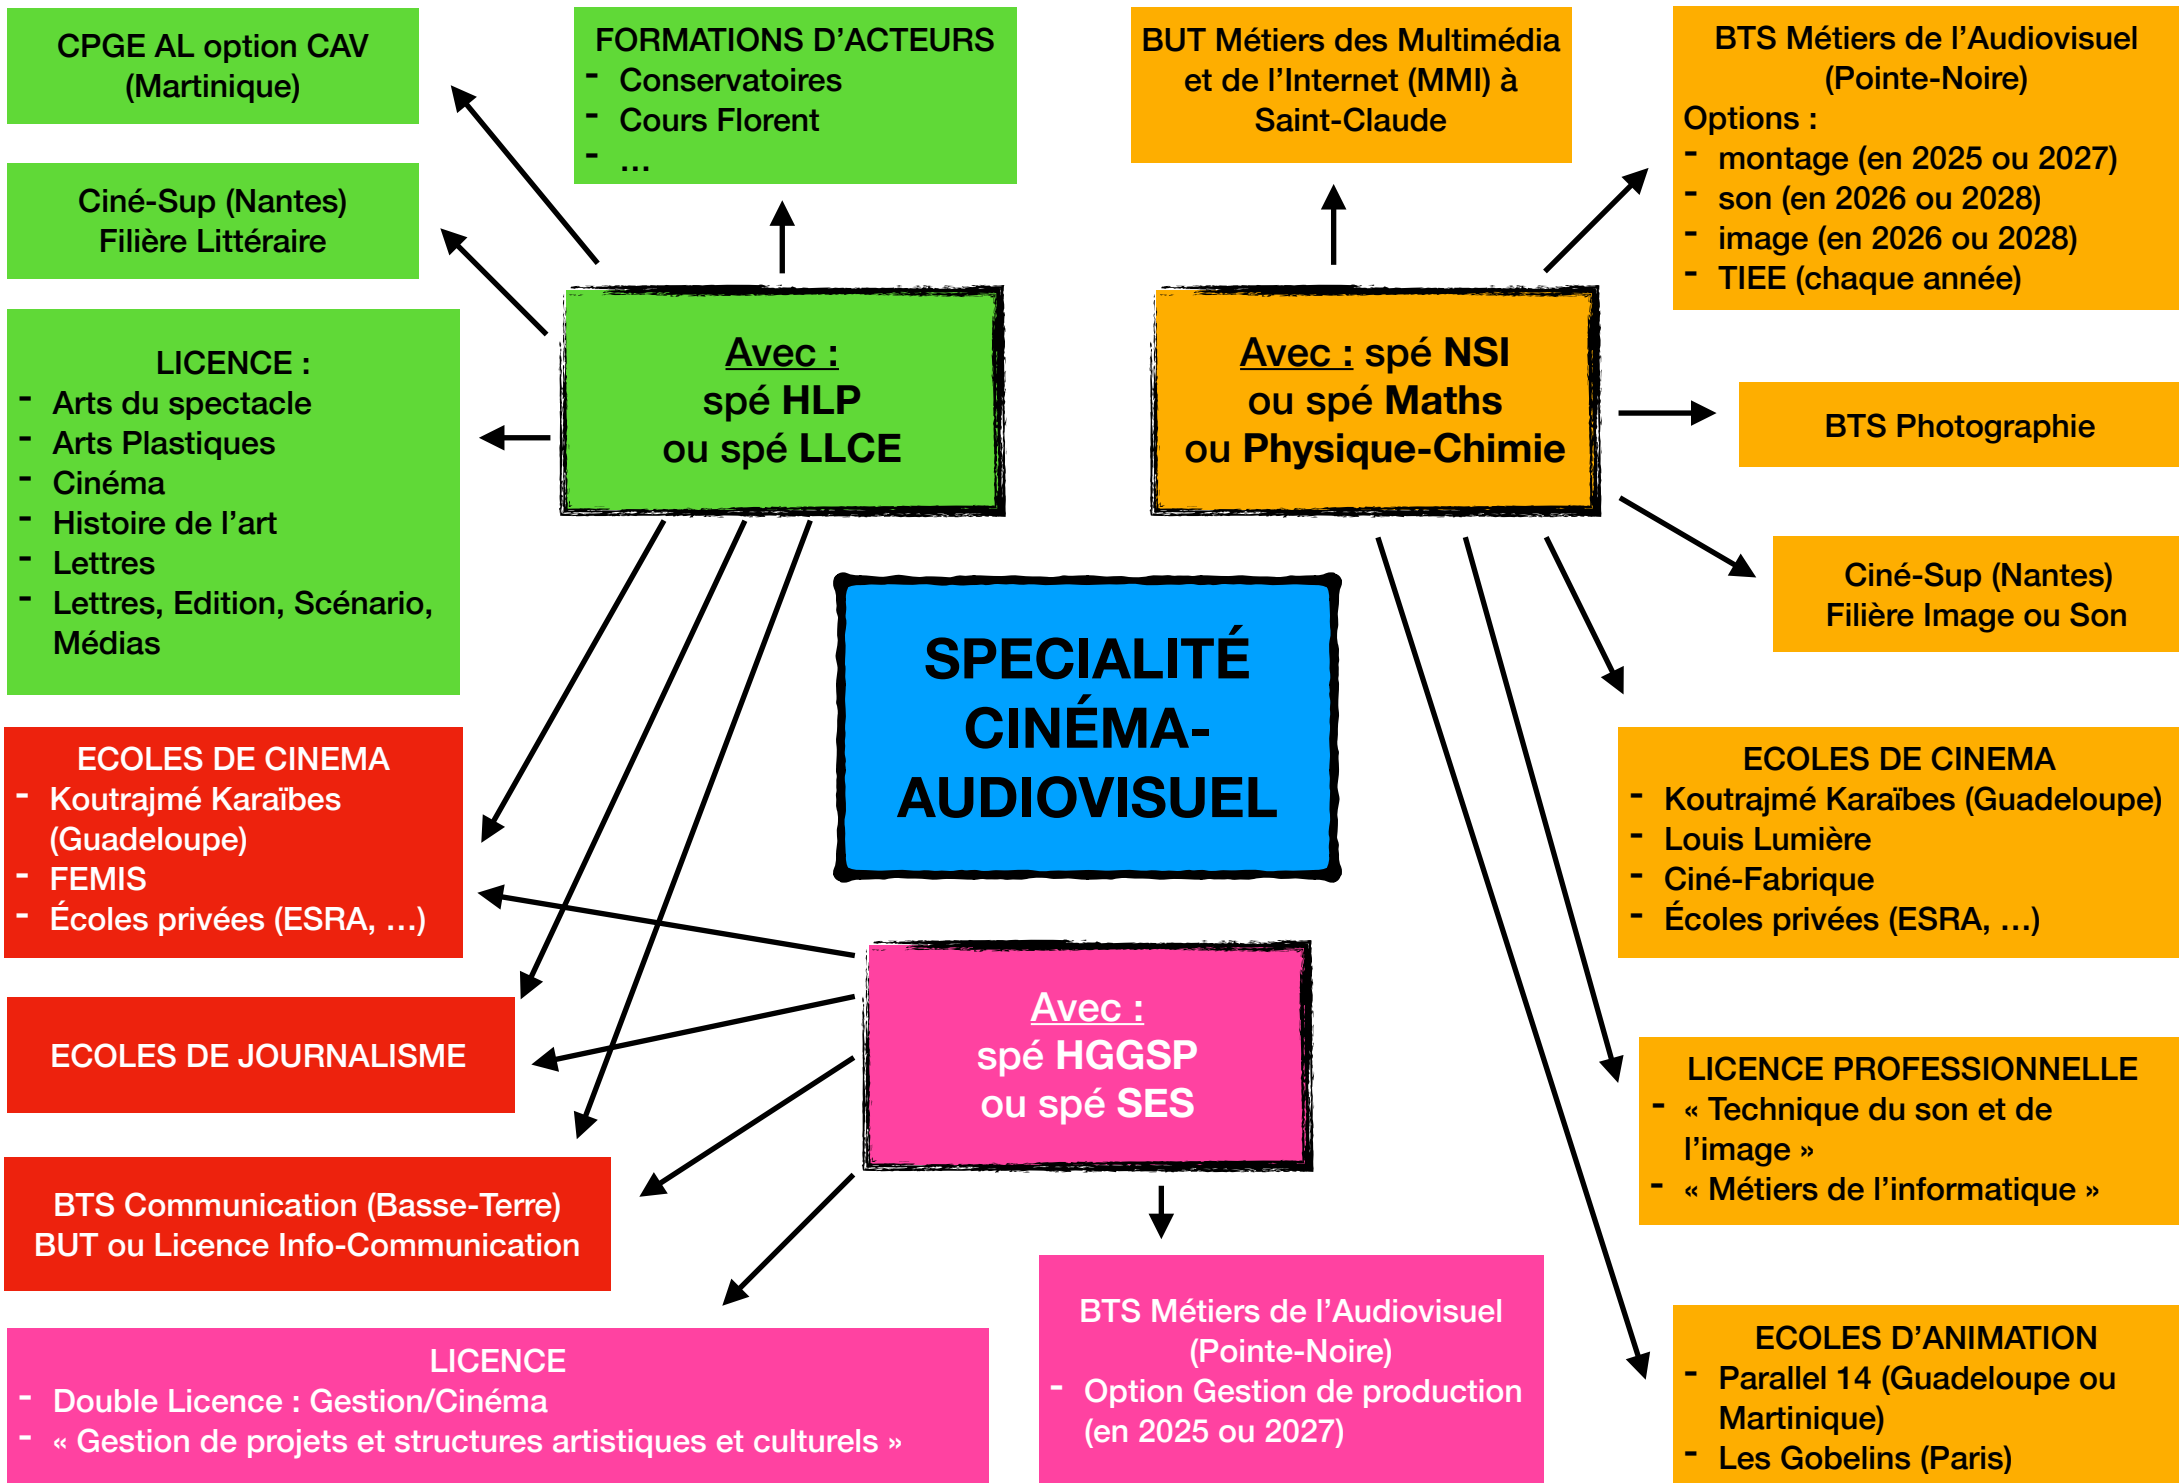 CPGE AL option CAV
(Martinique)
FORMATIONS D'ACTEURS
- Conservatoires
- Cours Florent
- ...
BUT Métiers des Multimédia
et de l'Internet (MMI) à
Saint-Claude
BTS Métiers de l'Audiovisuel
(Pointe-Noire)
Options :
- montage (en 2025 ou 2027)
- son (en 2026 ou 2028)
- image (en 2026 ou 2028)
- TIEE (chaque année)
Ciné-Sup (Nantes)
Filière Littéraire
LICENCE :
- Arts du spectacle
- Arts Plastiques
- Cinéma
- Histoire de l'art
- Lettres
- Lettres, Edition, Scénario,
Médias
Avec :
spé HLP
ou spé LLCE
Avec : spé NSI
ou spé Maths
ou Physique-Chimie
BTS Photographie
Ciné-Sup (Nantes)
Filière Image ou Son
SPECIALITÉ
CINÉMA-
AUDIOVISUEL
ECOLES DE CINEMA
- Koutrajmé Karaïbes
(Guadeloupe)
- FEMIS
- Écoles privées (ESRA, ...)
ECOLES DE CINEMA
- Koutrajmé Karaïbes (Guadeloupe)
- Louis Lumière
- Ciné-Fabrique
- Écoles privées (ESRA, ...)
ECOLES DE JOURNALISME
Avec :
spé HGGSP
ou spé SES
LICENCE PROFESSIONNELLE
- « Technique du son et de
l'image »
- « Métiers de l'informatique »
BTS Communication (Basse-Terre)
BUT ou Licence Info-Communication
LICENCE
- Double Licence : Gestion/Cinéma
- « Gestion de projets et structures artistiques et culturels »
BTS Métiers de l'Audiovisuel
(Pointe-Noire)
- Option Gestion de production
(en 2025 ou 2027)
ECOLES D'ANIMATION
- Parallel 14 (Guadeloupe ou
Martinique)
- Les Gobelins (Paris)